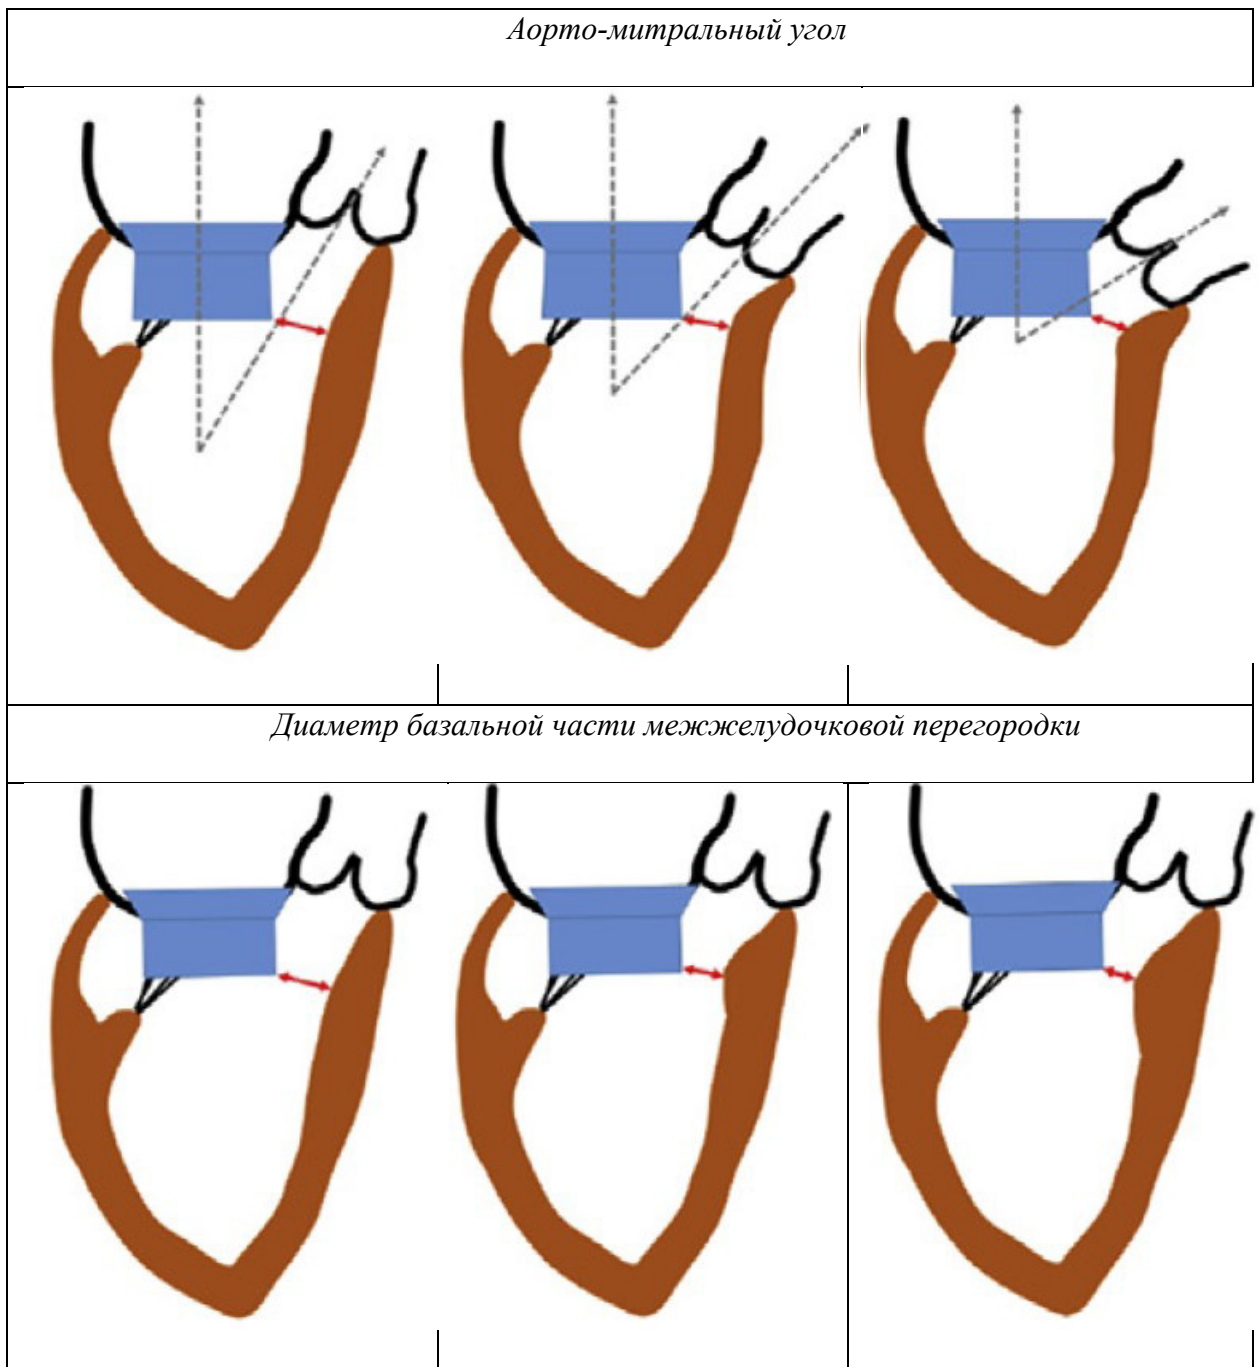 Аорто-митральный угол
Диаметр базальной части межжелудочковой перегородки